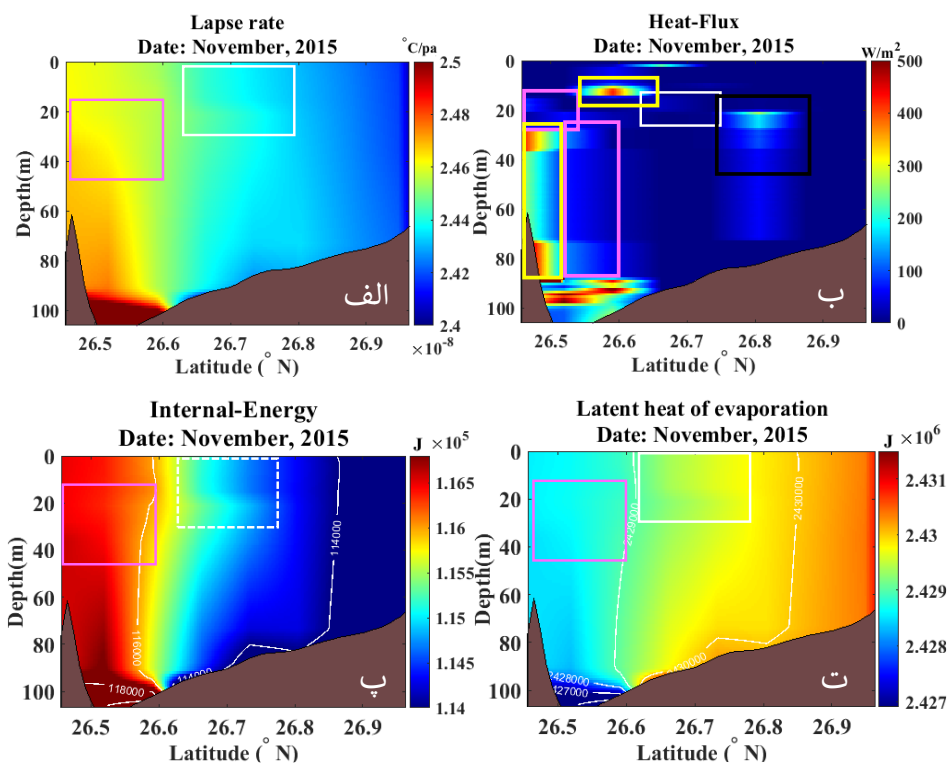 Lapse rate
Date: November, 2015
°C/pa
0
20
40
60
80
100
Depth(m)
26.5 26.6 26.7 26.8 26.9
Latitude (° N)
2.5
2.48
2.46
2.44
2.42
2.4
×10⁻⁸
الف
Heat-Flux
Date: November, 2015
W/m²
0
20
40
60
80
100
Depth(m)
26.5 26.6 26.7 26.8 26.9
Latitude (° N)
500
400
300
200
100
0
ب
Internal-Energy
Date: November, 2015
J ×10⁵
0
20
40
60
80
100
Depth(m)
26.5 26.6 26.7 26.8 26.9
Latitude (° N)
1.165
1.16
1.155
1.15
1.145
1.14
116000
114000
114000
118000
پ
Latent heat of evaporation
Date: November, 2015
J ×10⁶
0
20
40
60
80
100
Depth(m)
26.5 26.6 26.7 26.8 26.9
Latitude (° N)
2.431
2.43
2.429
2.428
2.427
2429000
2430000
2430000
2428000
2427000
ت